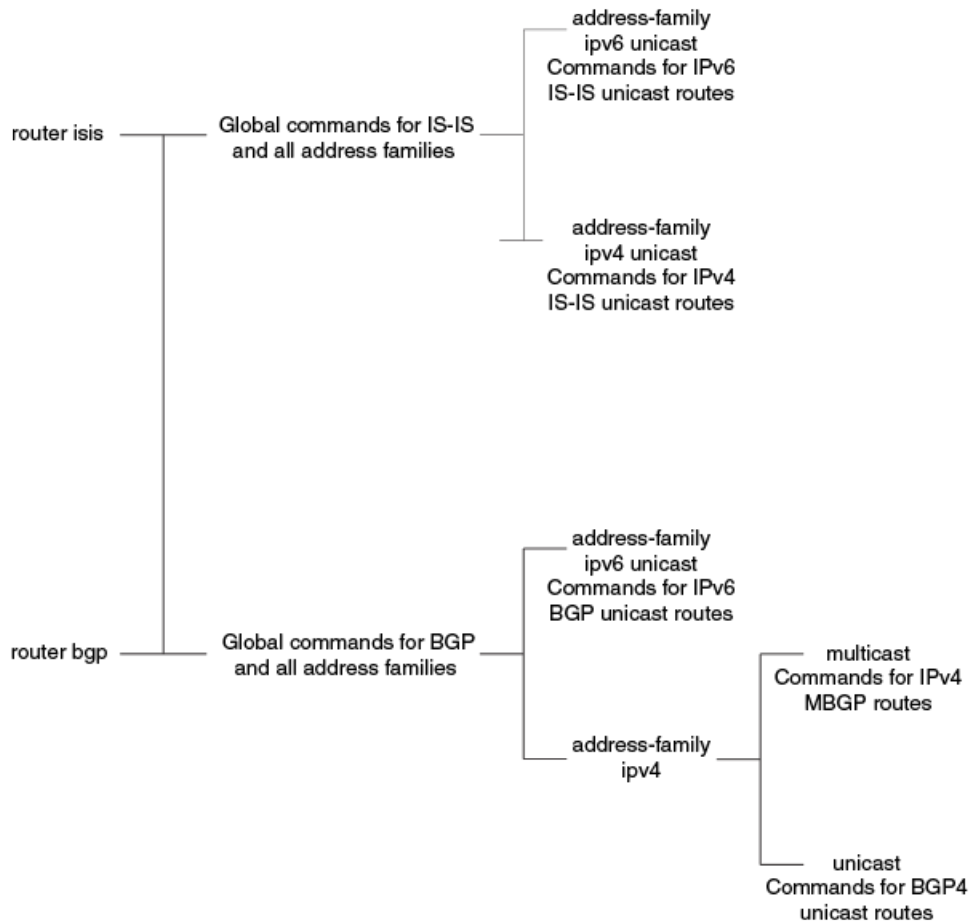 address-family
ipv6 unicast
Commands for IPv6
IS-IS unicast routes
router isis
Global commands for IS-IS
and all address families
address-family
ipv4 unicast
Commands for IPv4
IS-IS unicast routes
address-family
ipv6 unicast
Commands for IPv6
BGP unicast routes
router bgp
Global commands for BGP
and all address families
multicast
Commands for IPv4
MBGP routes
address-family
ipv4
unicast
Commands for BGP4
unicast routes